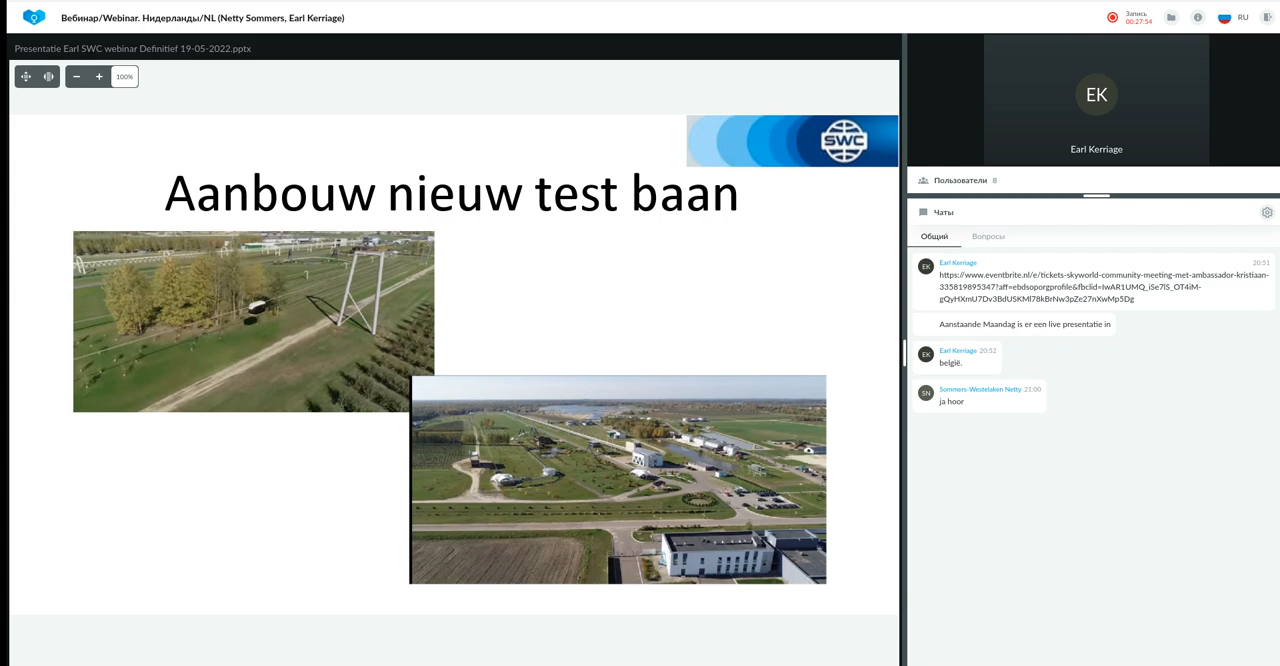 Вебинар/Webinar. Нидерланды/NL (Netty Sommers, Earl Kerriage)
Запись
00:27:54
RU
Presentatie Earl SWC webinar Definitief 19-05-2022.pptx
100%
SWC
Aanbouw nieuw test baan
EK
Earl Kerriage
Пользователи 8
Чаты
Общий
Вопросы
EK
Earl Kerriage 20:51
https://www.eventbrite.nl/e/tickets-skyworld-community-meeting-met-ambassador-kristiaan-
335819895347?aff=ebdsoporgprofile&fbclid=IwAR1UMQ_iSe7lS_OT4iM-
gQyHXmU7Dv3BdUSKMl78kBrNw3pZe27nXwMp5Dg
Aanstaande Maandag is er een live presentatie in
EK
Earl Kerriage 20:52
belgië.
SN
Sommers-Westelaken Netty 21:00
ja hoor